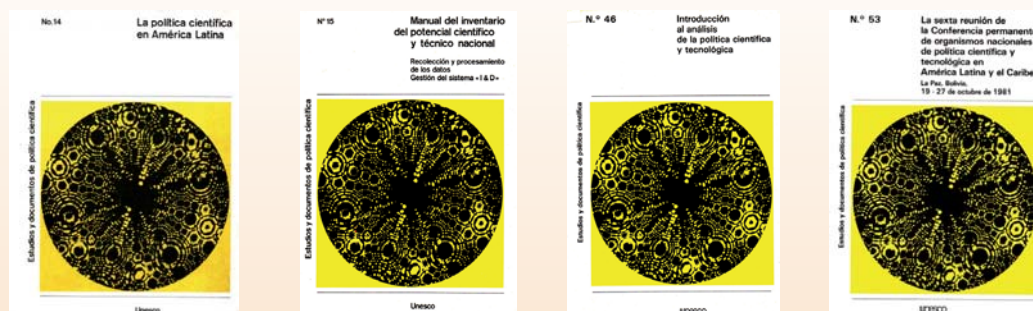 No.14
La política científica
en América Latina
Estudios y documentos de política científica
Unesco
N° 15
Manual del inventario
del potencial científico
y técnico nacional
Recolección y procesamiento
de los datos
Gestión del sistema «I & D»
Estudios y documentos de política científica
Unesco
N.° 46
Introducción
al análisis
de la política científica
y tecnológica
Estudios y documentos de política científica
unesco
N.° 53
La sexta reunión de
la Conferencia permanente
de organismos nacionales
de política científica y
tecnológica en
América Latina y el Caribe
La Paz, Bolivia,
19 - 27 de octubre de 1981
Estudios y documentos de política científica
unesco